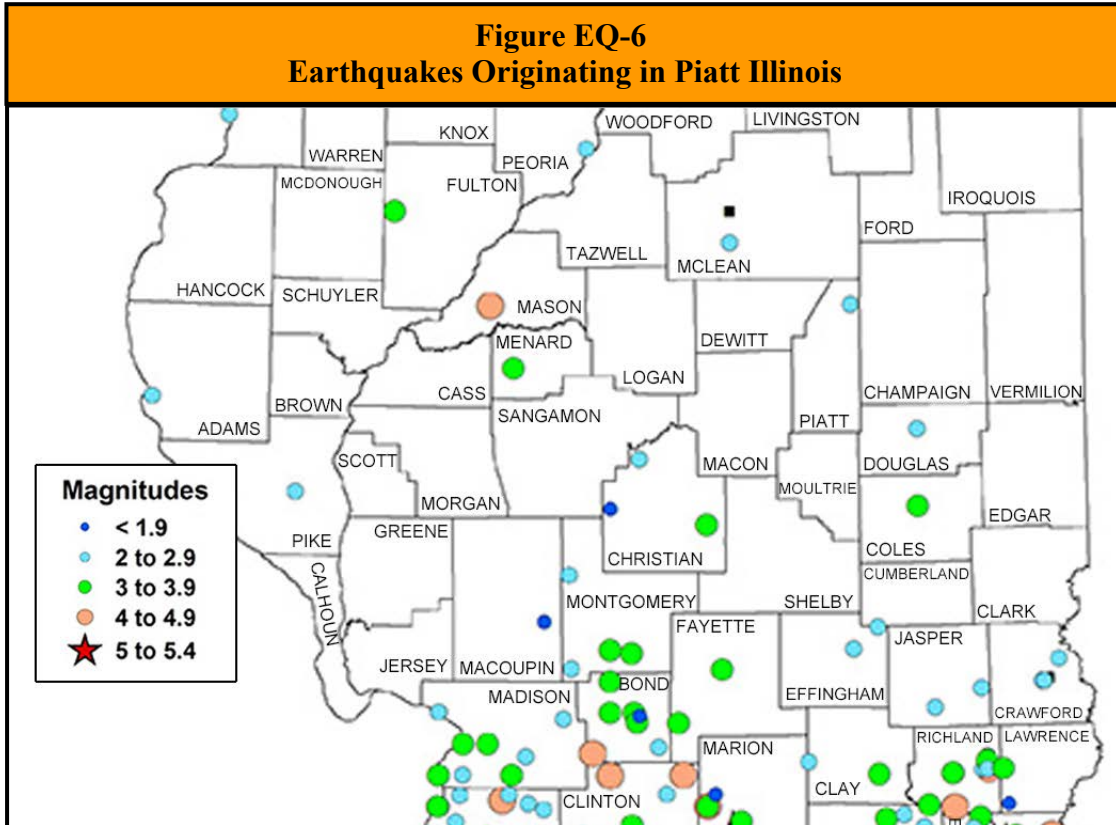 Figure EQ-6
Earthquakes Originating in Piatt Illinois
KNOX
WOODFORD
LIVINGSTON
WARREN
PEORIA
MCDONOUGH
FULTON
IROQUOIS
FORD
TAZWELL
MCLEAN
HANCOCK
SCHUYLER
MASON
DEWITT
MENARD
LOGAN
CASS
CHAMPAIGN
VERMILION
BROWN
SANGAMON
PIATT
ADAMS
SCOTT
MACON
DOUGLAS
MORGAN
MOULTRIE
EDGAR
Magnitudes
< 1.9
2 to 2.9
3 to 3.9
4 to 4.9
5 to 5.4
GREENE
PIKE
CHRISTIAN
COLES
CALHOUN
CUMBERLAND
MONTGOMERY
SHELBY
CLARK
FAYETTE
JASPER
JERSEY
MACOUPIN
BOND
EFFINGHAM
MADISON
CRAWFORD
RICHLAND
LAWRENCE
MARION
CLAY
CLINTON